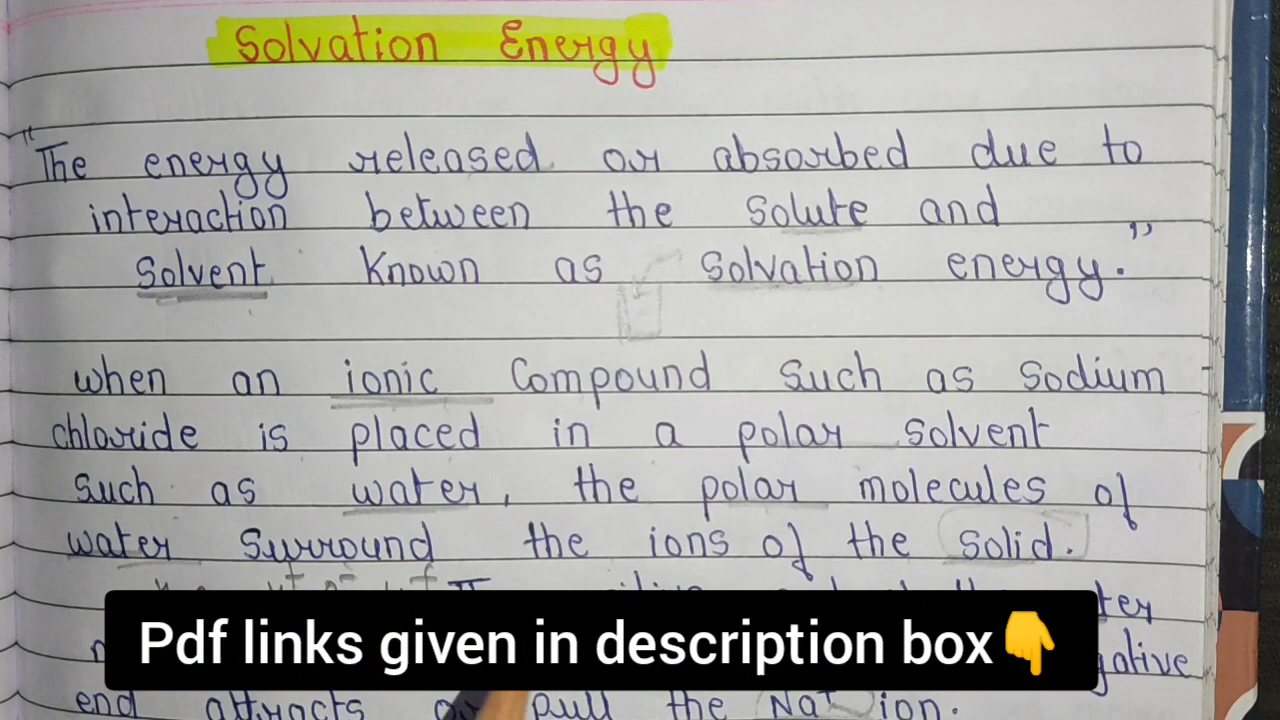 Solvation Energy
"The energy released or absorbed due to
interaction between the solute and
Solvent known as solvation energy."
when an ionic compound such as sodium
chloride is placed in a polar solvent
such as water, the polar molecules of
water surround the ions of the solid.
Pdf links given in description box👇
end attracts or pull the Na+ ion.